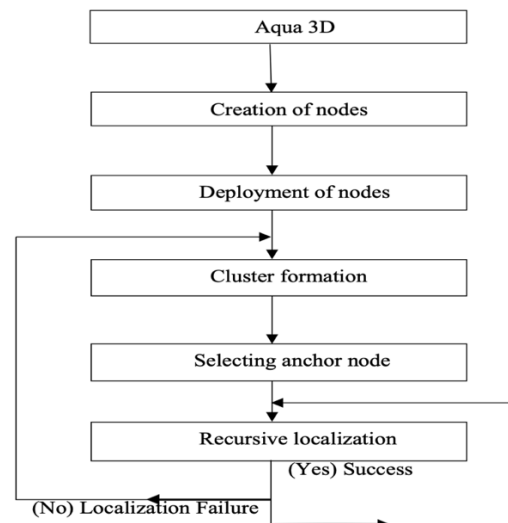 Aqua 3D
Creation of nodes
Deployment of nodes
Cluster formation
Selecting anchor node
Recursive localization
(Yes) Success
(No) Localization Failure